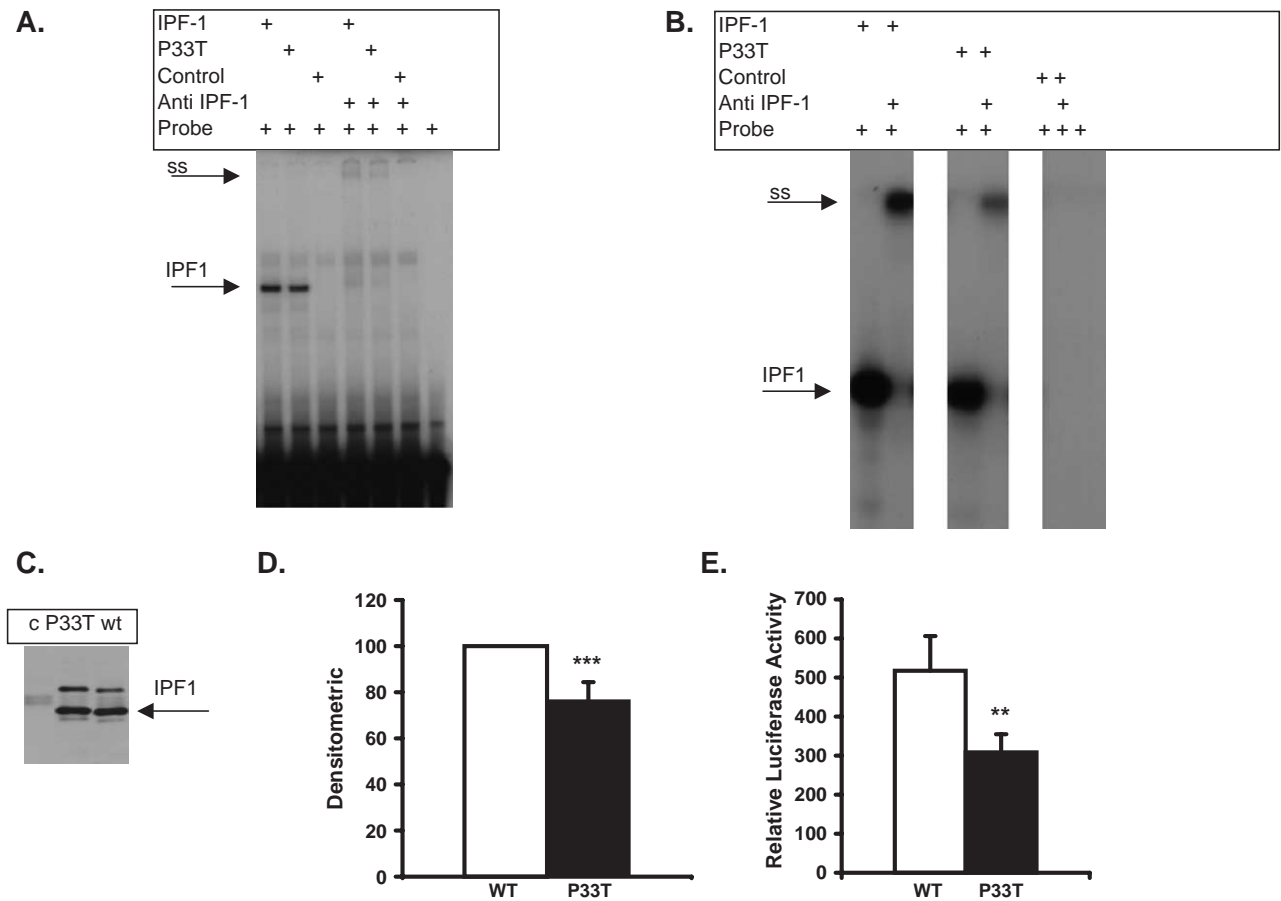 A.
IPF-1 + +
P33T + +
Control + +
Anti IPF-1 + + +
Probe + + + + + + +
ss
IPF1
B.
IPF-1 + +
P33T + +
Control + +
Anti IPF-1 + + +
Probe + + + + + + +
ss
IPF1
C.
c P33T wt
IPF1
D.
Densitometric
120
100
80
60
40
20
0
***
WT P33T
E.
Relative Luciferase Activity
700
600
500
400
300
200
100
0
**
WT P33T